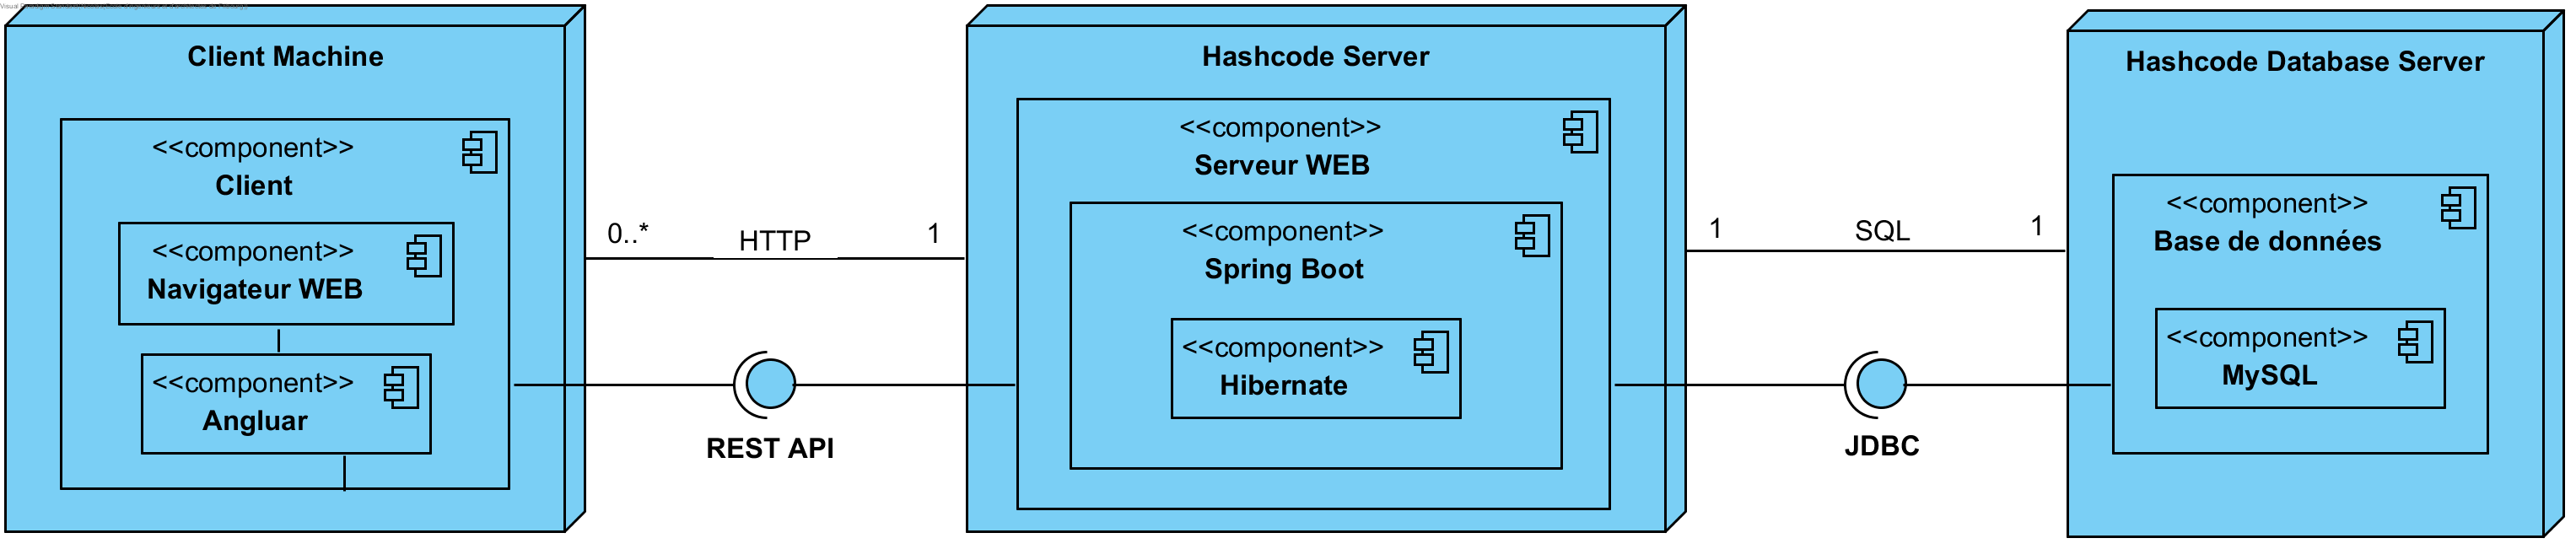 Client Machine
<<component>>
Client
<<component>>
Navigateur WEB
<<component>>
Angluar
0..*
HTTP
1
REST API
Hashcode Server
<<component>>
Serveur WEB
<<component>>
Spring Boot
<<component>>
Hibernate
1
SQL
1
JDBC
Hashcode Database Server
<<component>>
Base de données
<<component>>
MySQL